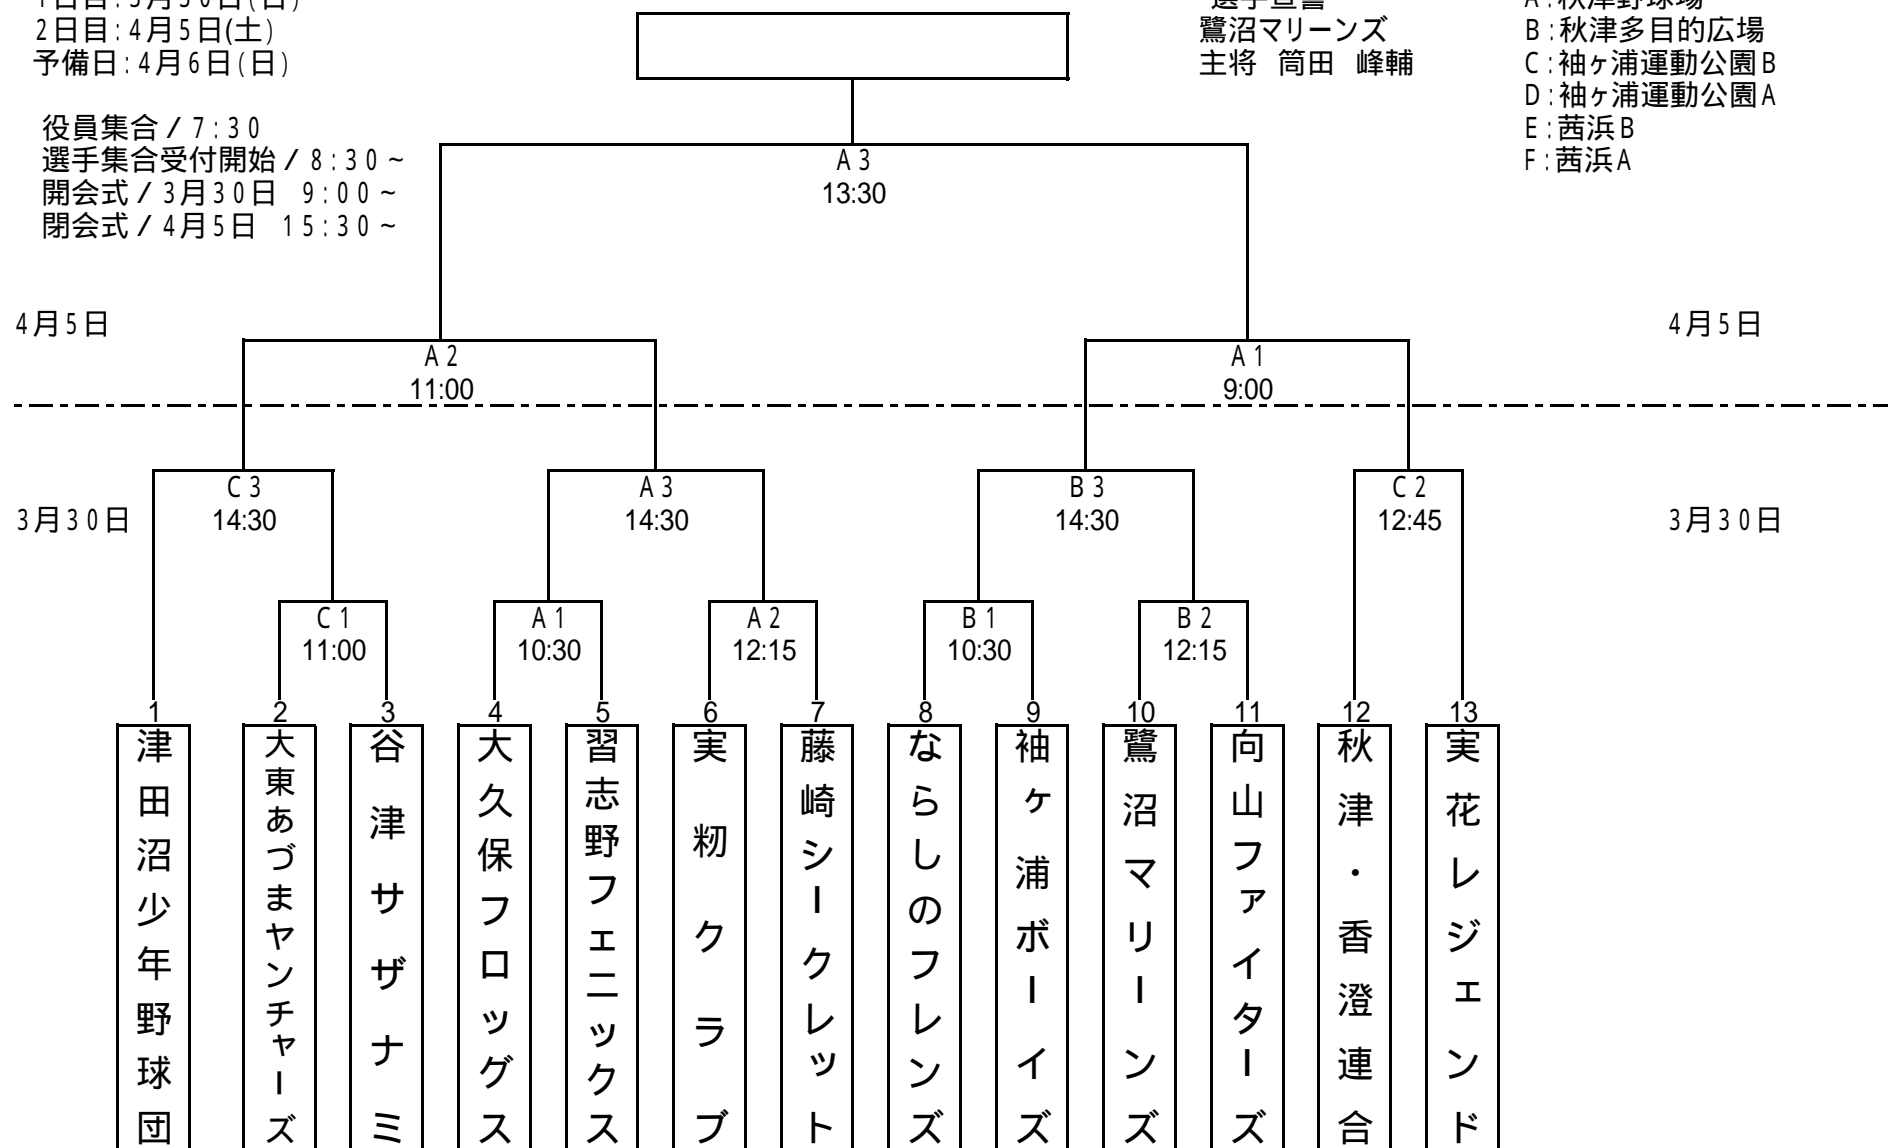 2日目:4月5日(土)
予備日:4月6日(日)
役員集合/7:30
選手集合受付開始/8:30~
開会式/3月30日 9:00~
閉会式/4月5日 15:30~
鷺沼マリーンズ
主将 筒田 峰輔
B:秋津多目的広場
C:袖ヶ浦運動公園B
D:袖ヶ浦運動公園A
E:茜浜B
F:茜浜A
A3
13:30
4月5日
4月5日
A2
11:00
A1
9:00
3月30日
3月30日
C3
14:30
A3
14:30
B3
14:30
C2
12:45
C1
11:00
A1
10:30
A2
12:15
B1
10:30
B2
12:15
1
津田沼少年野球団
2
大東あづまヤンチャーズ
3
谷津サザナミ
4
大久保フロッグス
5
習志野フェニックス
6
実籾クラブ
7
藤崎シークレット
8
ならしのフレンズ
9
袖ヶ浦ボーイズ
10
鷺沼マリーンズ
11
向山ファイターズ
12
秋津・香澄連合
13
実花レジェンド